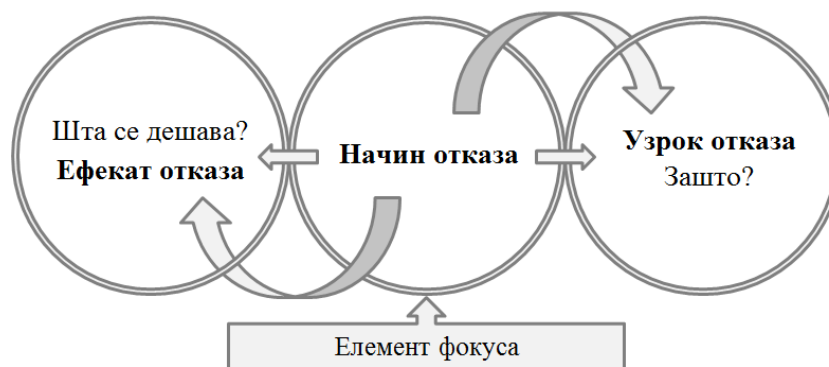 Шта се дешава?
Ефекат отказа
Начин отказа
Узрок отказа
Зашто?
Елемент фокуса